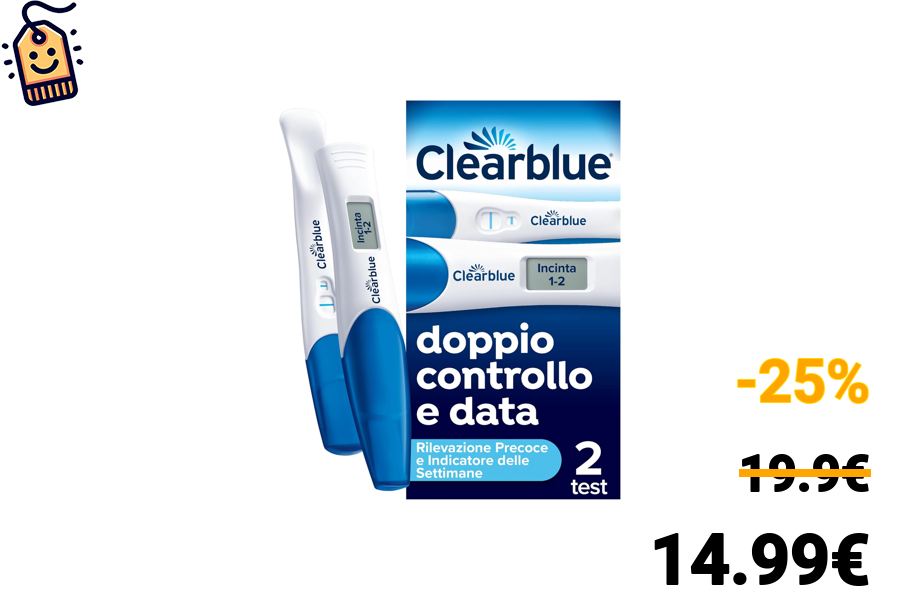 Clearblue
Clearblue
Incinta
1-2
Clearblue
Clearblue
Incinta
1-2
Clearblue
doppio
controllo
e data
Rilevazione Precoce
e Indicatore delle
Settimane
2
test
-25%
19.9€
14.99€